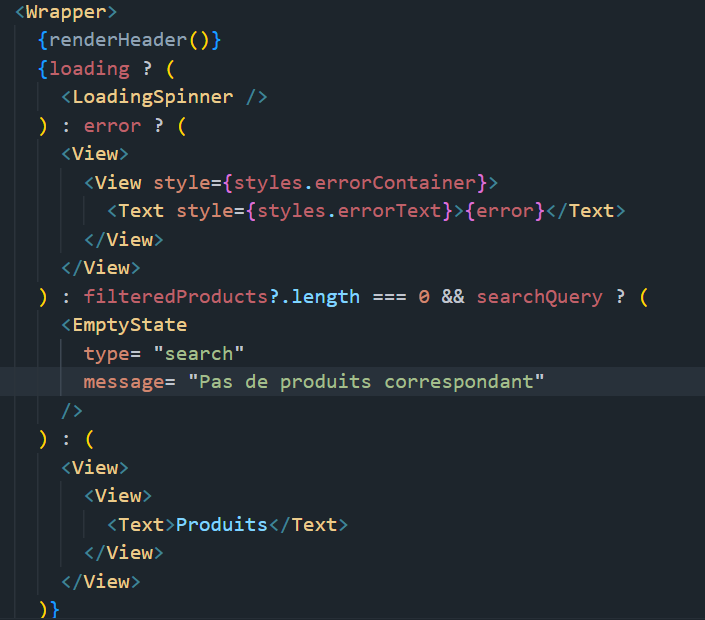 <Wrapper>
{renderHeader()}
{loading ? (
<LoadingSpinner />
) : error ? (
<View>
<View style={styles.errorContainer}>
<Text style={styles.errorText}>{error}</Text>
</View>
</View>
) : filteredProducts?.length === 0 && searchQuery ? (
<EmptyState
type= "search"
message= "Pas de produits correspondant"
/>
) : (
<View>
<View>
<Text>Produits</Text>
</View>
</View>
)}